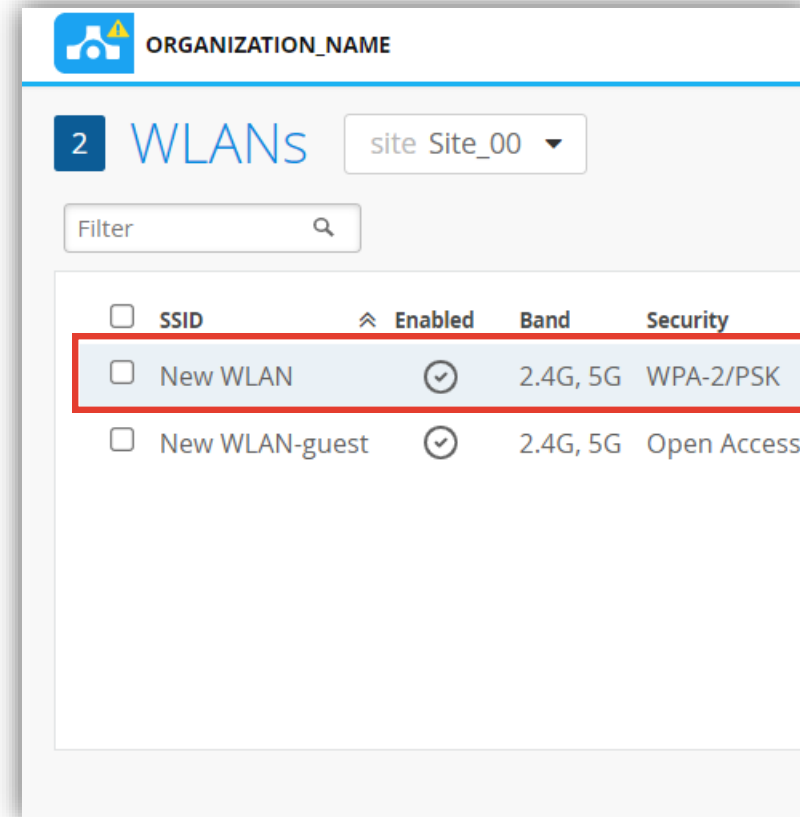 ORGANIZATION_NAME
2 WLANs site Site_00
Filter
SSID Enabled Band Security
New WLAN 2.4G, 5G WPA-2/PSK
New WLAN-guest 2.4G, 5G Open Access